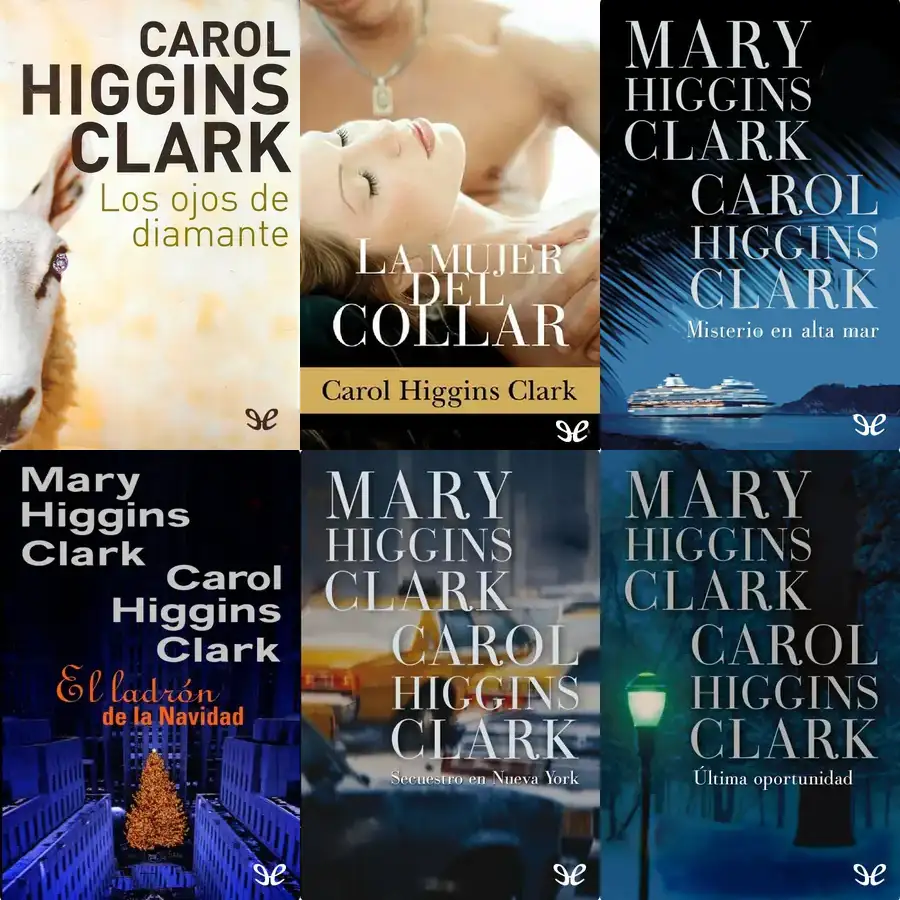 CAROL
HIGGINS
CLARK
Los ojos de
diamante
LA MUJER
DEL
COLLAR
Carol Higgins Clark
MARY
HIGGINS
CLARK
CAROL
HIGGINS
CLARK
Misterio en alta mar
Mary
Higgins
Clark
Carol
Higgins
Clark
El ladrón
de la Navidad
MARY
HIGGINS
CLARK
CAROL
HIGGINS
CLARK
Secuestro en Nueva York
MARY
HIGGINS
CLARK
CAROL
HIGGINS
CLARK
Última oportunidad